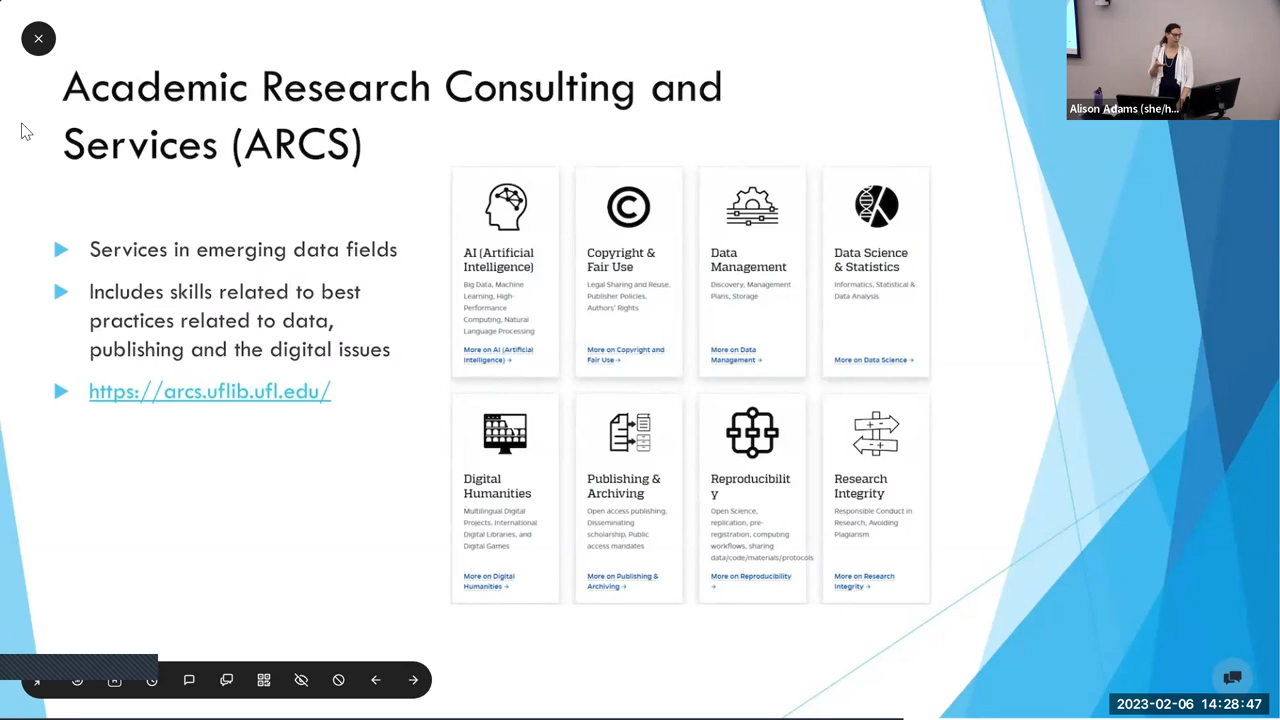 Academic Research Consulting and
Services (ARCS)
Alison Adams (she/h...
Services in emerging data fields
Includes skills related to best
practices related to data,
publishing and the digital issues
https://arcs.uflib.ufl.edu/
AI (Artificial
Intelligence)
Big Data, Machine
Learning, High-
Performance
Computing, Natural
Language Processing
More on AI (Artificial
Intelligence) →
Copyright &
Fair Use
Legal Sharing and Reuse,
Publisher Policies,
Authors' Rights
More on Copyright and
Fair Use →
Data
Management
Discovery, Management
Plans, Storage
More on Data
Management →
Data Science
& Statistics
Informatics, Statistical &
Data Analysis
More on Data Science →
Digital
Humanities
Multilingual Digital
Projects, International
Digital Libraries, and
Digital Games
More on Digital
Humanities →
Publishing &
Archiving
Open access publishing,
Disseminating
scholarship, Public
access mandates
More on Publishing &
Archiving →
Reproducibilit
y
Open Science,
replication, pre-
registration, computing
workflows, sharing
data/code/materials/protocols
More on Reproducibility
→
Research
Integrity
Responsible Conduct in
Research, Avoiding
Plagiarism
More on Research
Integrity →
2023-02-06 14:28:47